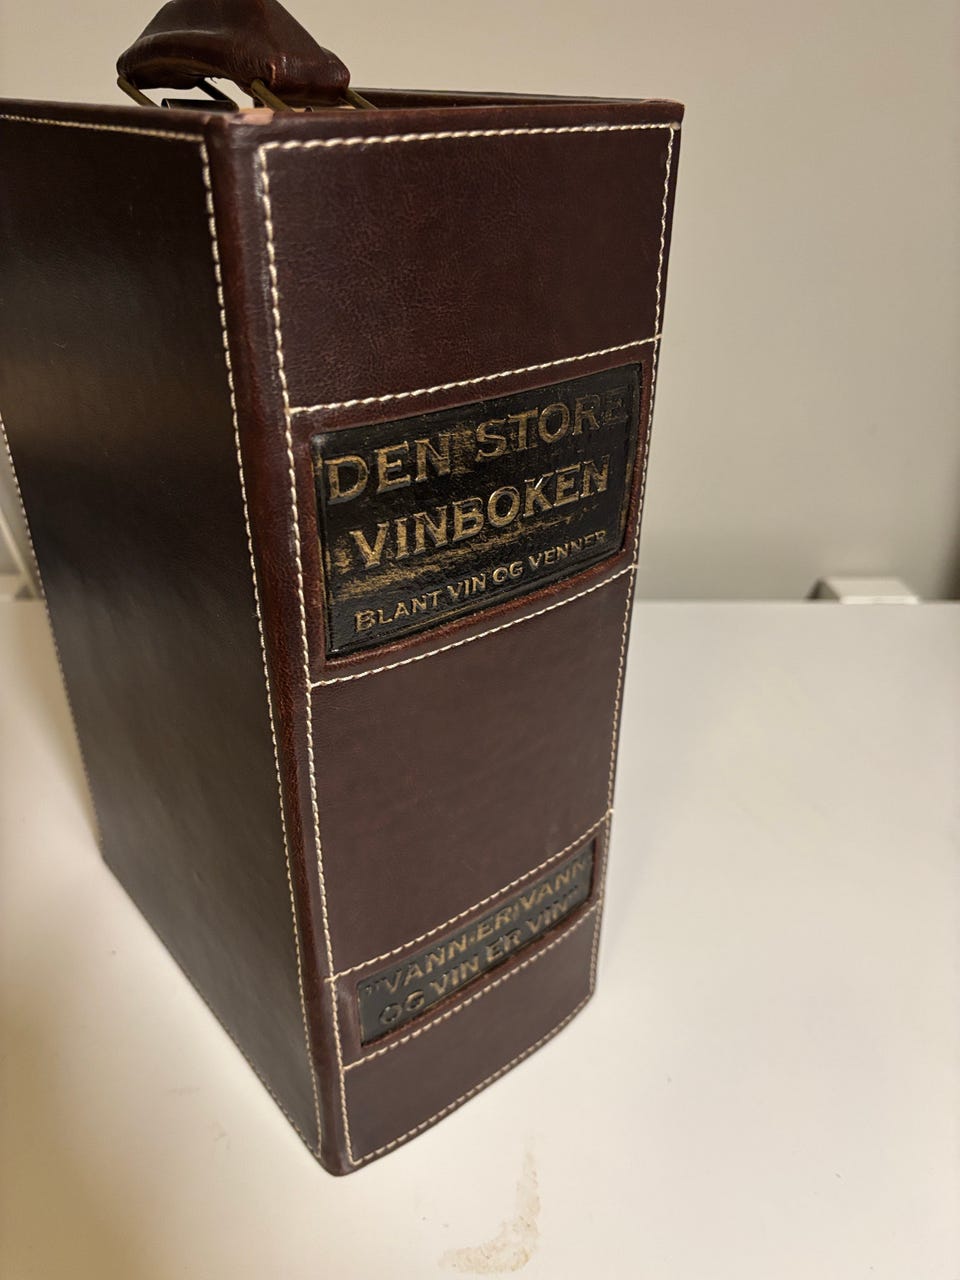 DEN STORE
VINBOKEN
BLANT VIN OG VENNER
"VANN ER VANN
OG VIN ER VIN"